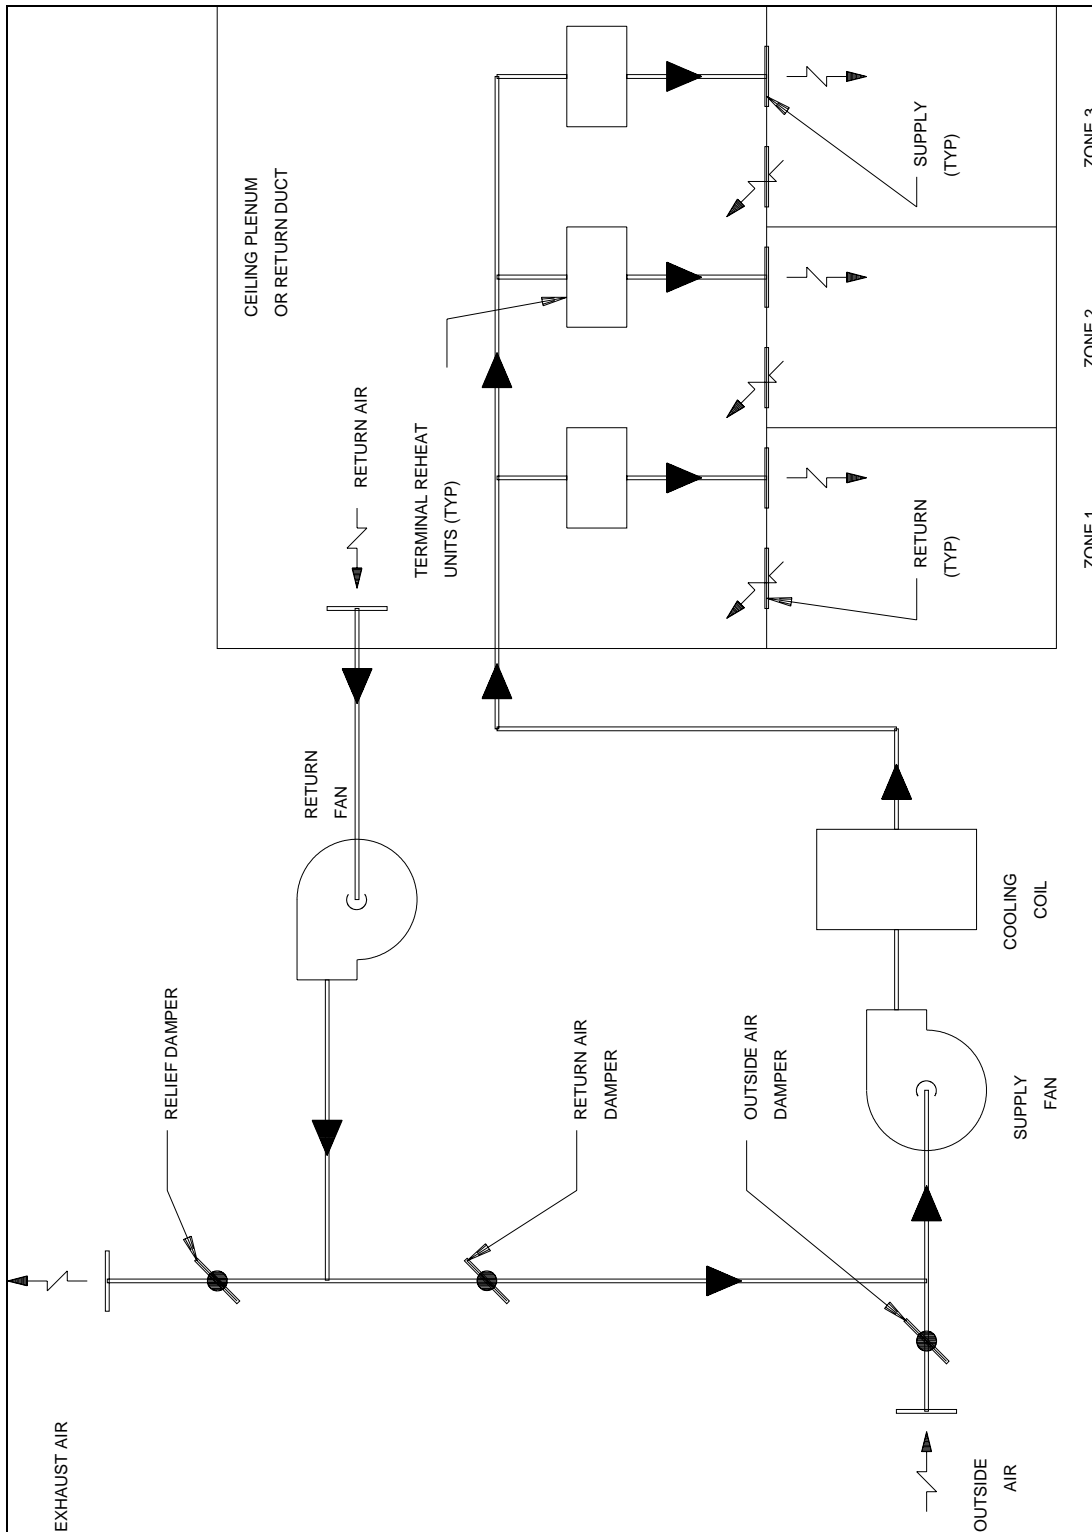 EXHAUST AIR
RELIEF DAMPER
CEILING PLENUM
OR RETURN DUCT
RETURN
FAN
RETURN AIR
TERMINAL REHEAT
UNITS (TYP)
RETURN AIR
DAMPER
OUTSIDE AIR
DAMPER
RETURN
(TYP)
SUPPLY
(TYP)
OUTSIDE
AIR
SUPPLY
FAN
COOLING
COIL
ZONE 1
ZONE 2
ZONE 3